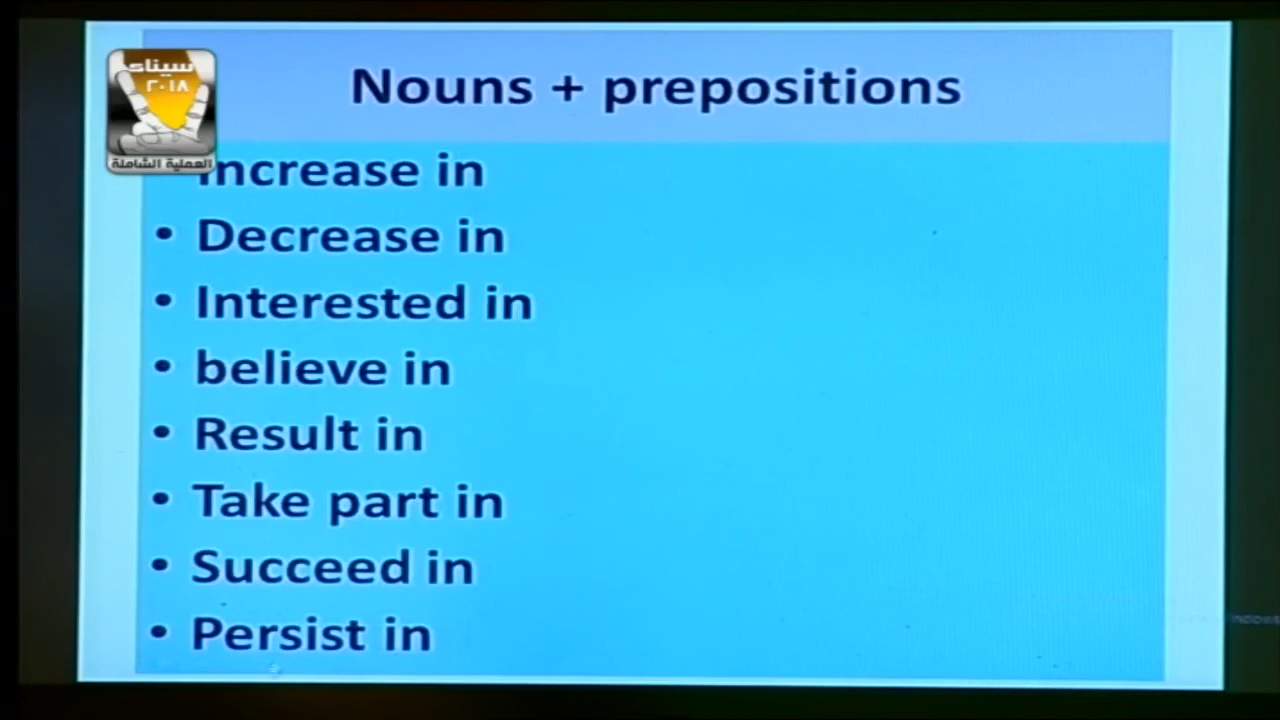 سيناء
٢٠١٨
العملية الشاملة
Nouns + prepositions
Increase in
• Decrease in
• Interested in
• believe in
• Result in
• Take part in
• Succeed in
• Persist in